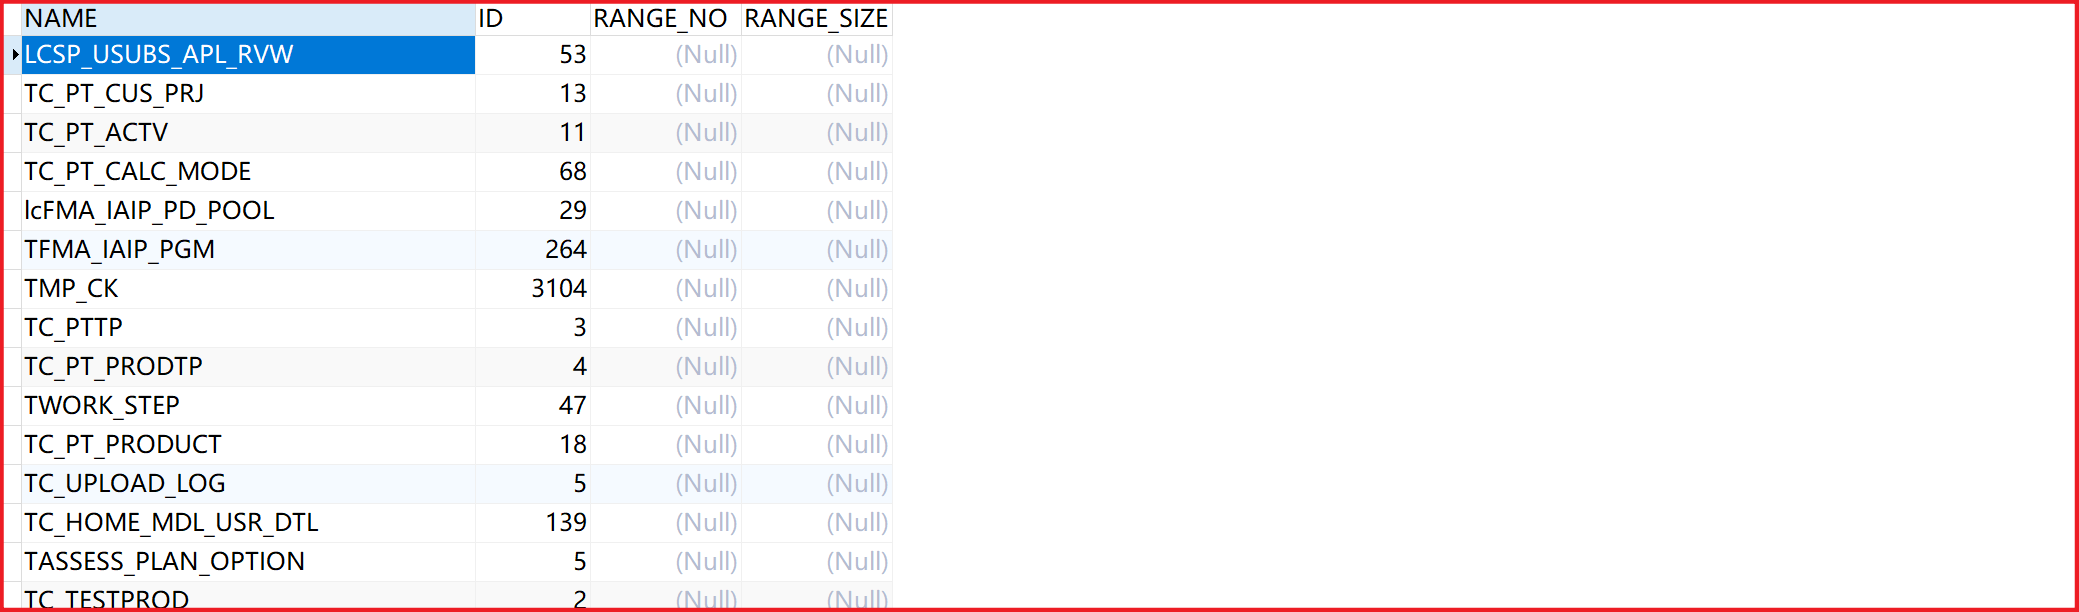 NAME ID RANGE_NO RANGE_SIZE
LCSP_USUBS_APL_RVW 53 (Null) (Null)
TC_PT_CUS_PRJ 13 (Null) (Null)
TC_PT_ACTV 11 (Null) (Null)
TC_PT_CALC_MODE 68 (Null) (Null)
lcFMA_IAIP_PD_POOL 29 (Null) (Null)
TFMA_IAIP_PGM 264 (Null) (Null)
TMP_CK 3104 (Null) (Null)
TC_PTTP 3 (Null) (Null)
TC_PT_PRODTP 4 (Null) (Null)
TWORK_STEP 47 (Null) (Null)
TC_PT_PRODUCT 18 (Null) (Null)
TC_UPLOAD_LOG 5 (Null) (Null)
TC_HOME_MDL_USR_DTL 139 (Null) (Null)
TASSESS_PLAN_OPTION 5 (Null) (Null)
TC_TESTPROD 2 (Null) (Null)